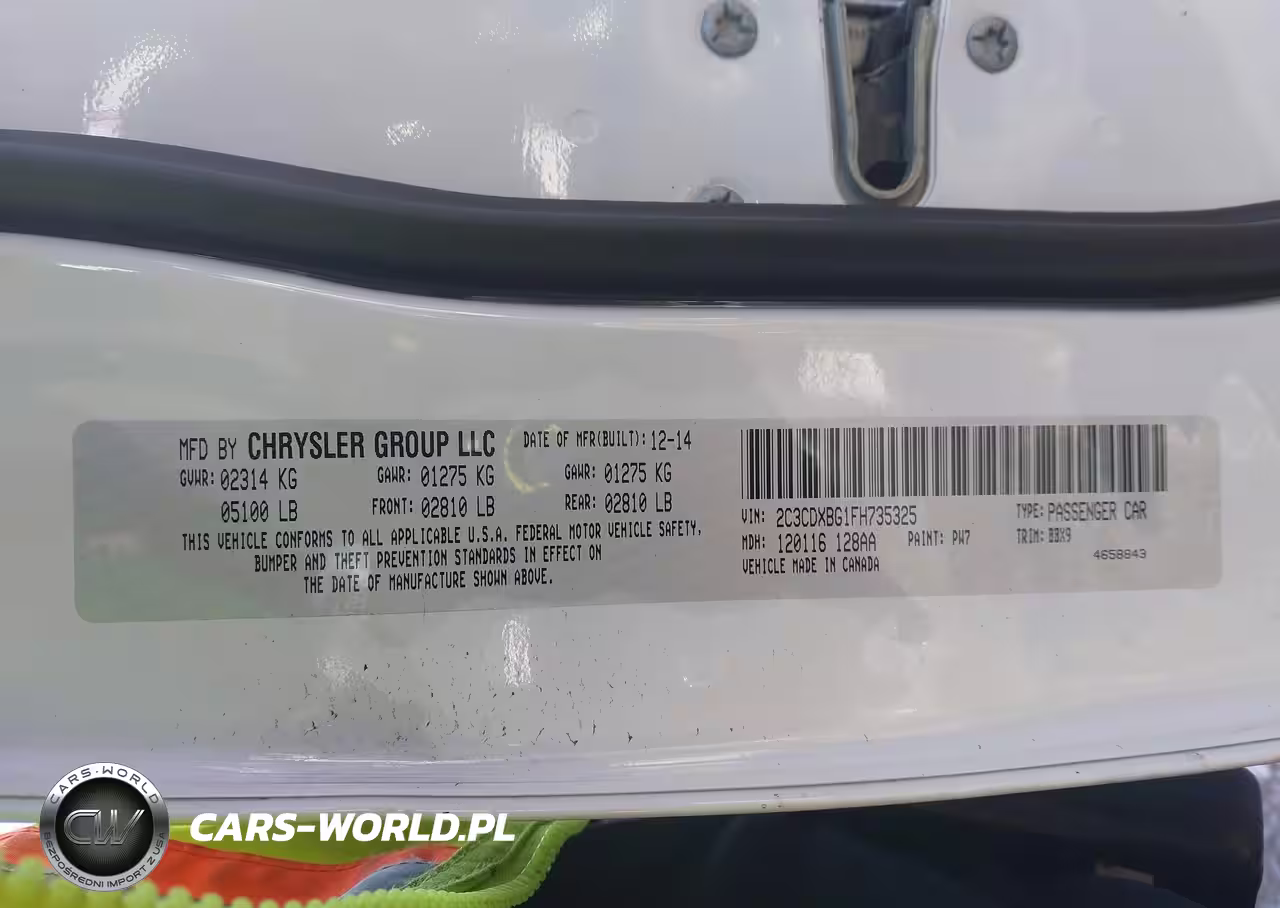 MFD BY CHRYSLER GROUP LLC DATE OF MFR(BUILT): 12-14
GVWR: 02314 KG GAWR: 01275 KG GAWR: 01275 KG
05100 LB FRONT: 02810 LB REAR: 02810 LB
THIS VEHICLE CONFORMS TO ALL APPLICABLE U.S.A. FEDERAL MOTOR VEHICLE SAFETY,
BUMPER AND THEFT PREVENTION STANDARDS IN EFFECT ON
THE DATE OF MANUFACTURE SHOWN ABOVE.
VIN: 2C3CDXBG1FH735325 TYPE: PASSENGER CAR
MDH: 120116 128AA PAINT: PW7 TRIM: BBX9
VEHICLE MADE IN CANADA 4658843
CARS-WORLD
CW
BEZPOŚREDNI IMPORT Z USA
CARS-WORLD.PL